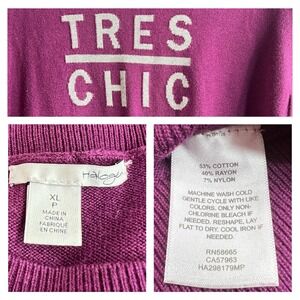 TRES
CHIC
Halogen
XL
P
MADE IN
CHINA
FABRIQUÉ
EN CHINE
53% COTTON
40% RAYON
7% NYLON
MACHINE WASH COLD
GENTLE CYCLE WITH LIKE
COLORS. ONLY NON-
CHLORINE BLEACH IF
NEEDED. RESHAPE, LAY
FLAT TO DRY. COOL IRON IF
NEEDED.
RN58665
CA57963
HA298179MP